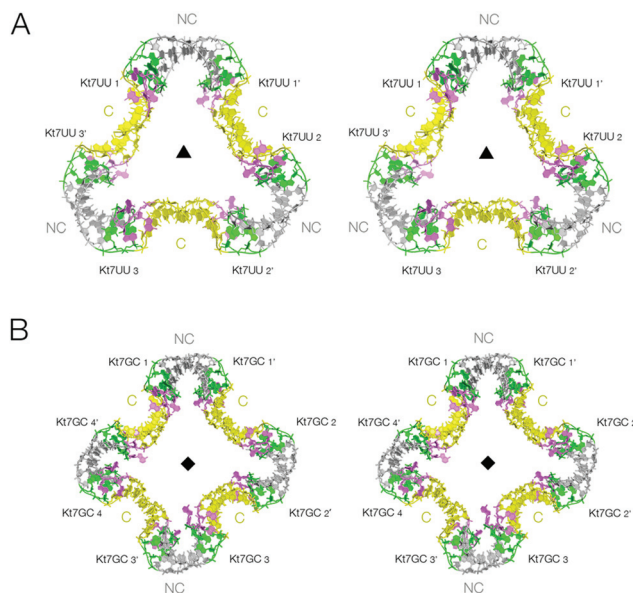 A
NC NC
Kt7UU 1 Kt7UU 1' Kt7UU 1 Kt7UU 1'
C C C C
Kt7UU 3' Kt7UU 2 Kt7UU 3' Kt7UU 2
NC NC NC NC
C C
Kt7UU 3 Kt7UU 2' Kt7UU 3 Kt7UU 2'
B
NC NC
Kt7GC 1 Kt7GC 1' Kt7GC 1 Kt7GC 1'
C C C C
Kt7GC 4' Kt7GC 2 Kt7GC 4' Kt7GC 2
Kt7GC 4 Kt7GC 2' Kt7GC 4 Kt7GC 2'
C C C C
Kt7GC 3' Kt7GC 3 Kt7GC 3' Kt7GC 3
NC NC